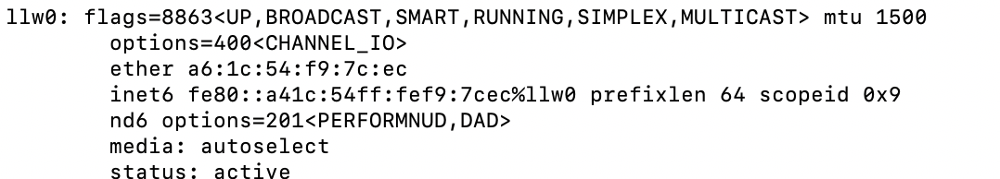 llw0: flags=8863<UP,BROADCAST,SMART,RUNNING,SIMPLEX,MULTICAST> mtu 1500
options=400<CHANNEL_IO>
ether a6:1c:54:f9:7c:ec
inet6 fe80::a41c:54ff:fef9:7cec%llw0 prefixlen 64 scopeid 0x9
nd6 options=201<PERFORMNUD,DAD>
media: autoselect
status: active